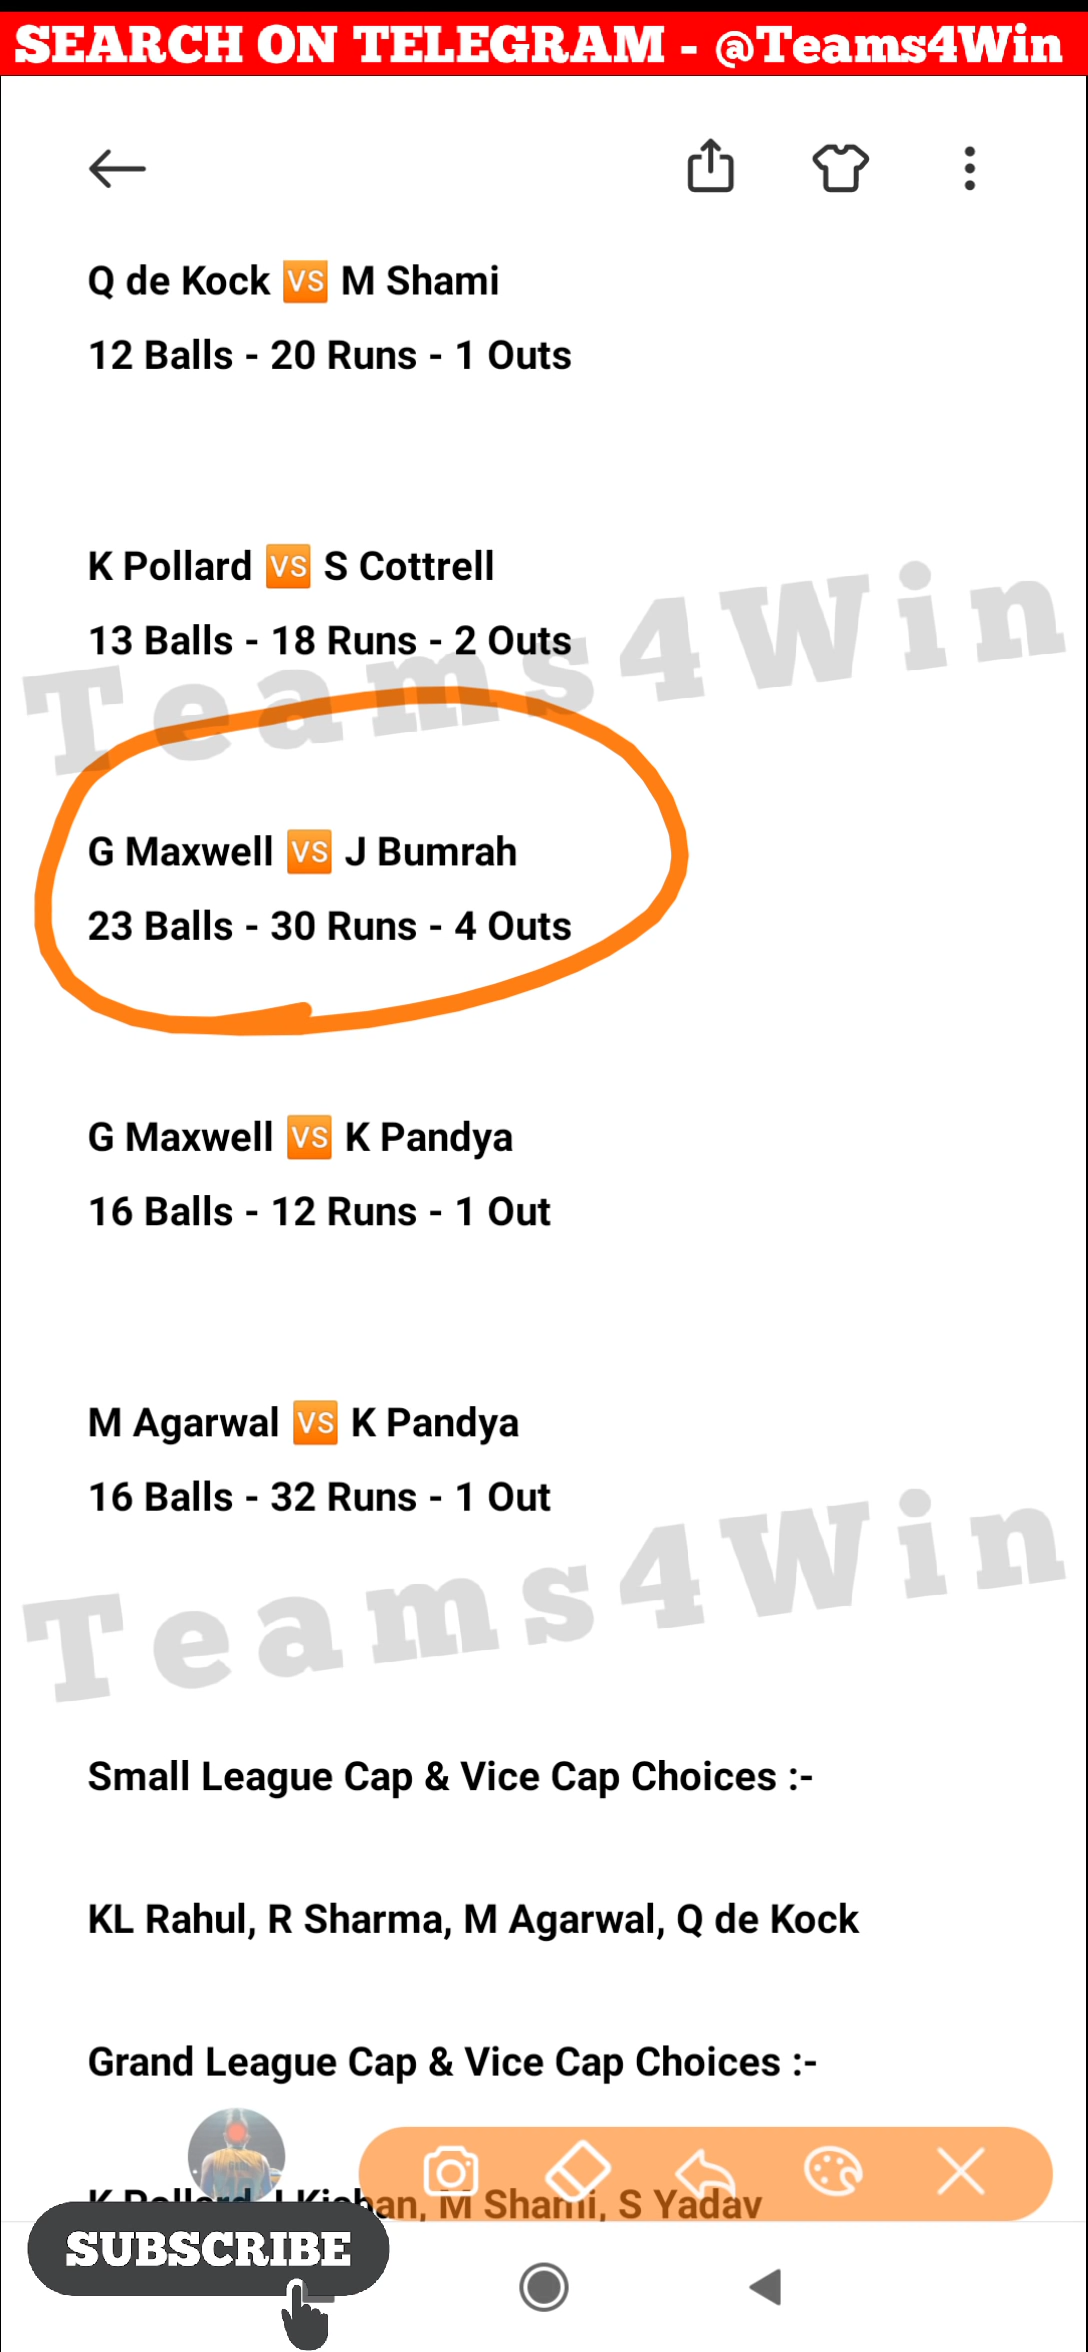 SEARCH ON TELEGRAM - @Teams4Win
Q de Kock VS M Shami
12 Balls - 20 Runs - 1 Outs
K Pollard VS S Cottrell
13 Balls - 18 Runs - 2 Outs
Teams4Win
G Maxwell VS J Bumrah
23 Balls - 30 Runs - 4 Outs
G Maxwell VS K Pandya
16 Balls - 12 Runs - 1 Out
M Agarwal VS K Pandya
16 Balls - 32 Runs - 1 Out
Teams4Win
Small League Cap & Vice Cap Choices :-
KL Rahul, R Sharma, M Agarwal, Q de Kock
Grand League Cap & Vice Cap Choices :-
K Pollard, I Kishan, M Shami, S Yadav
SUBSCRIBE